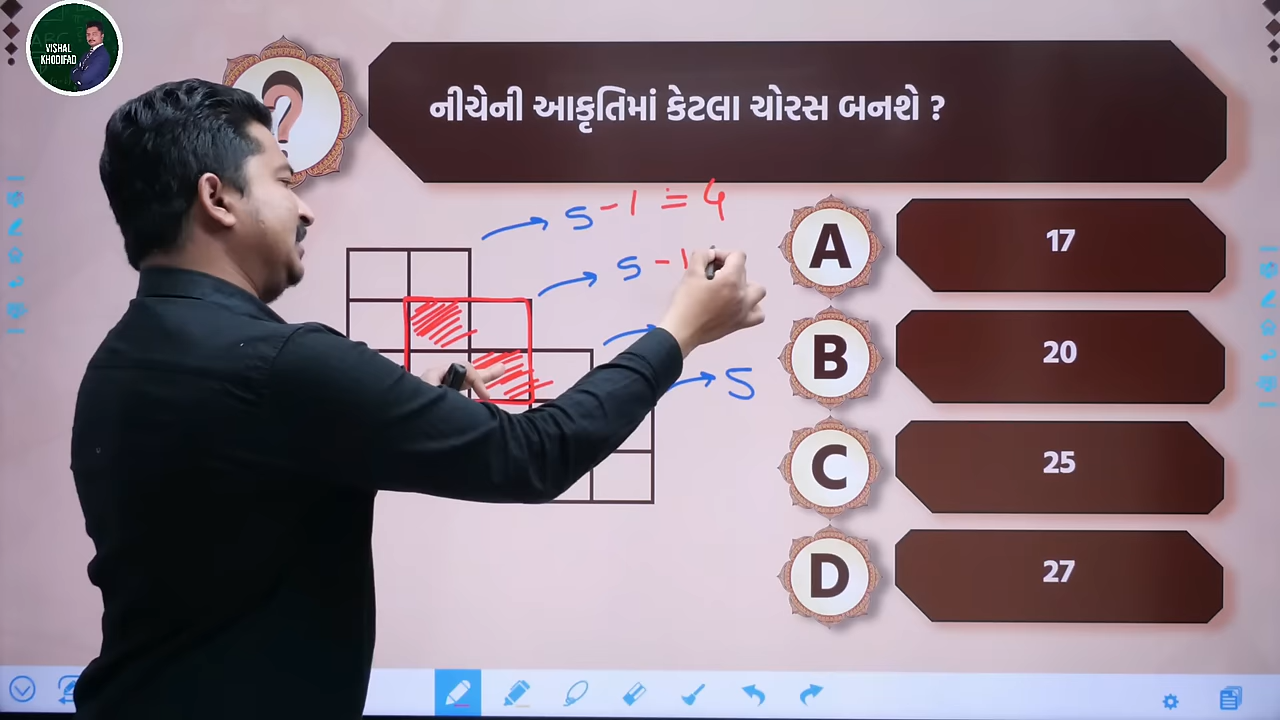 VISHAL
KHODIFAD
નીચેની આકૃતિમાં કેટલા ચોરસ બનશે ?
?
5 - 1 = 4
5 - 1
5
A 17
B 20
C 25
D 27